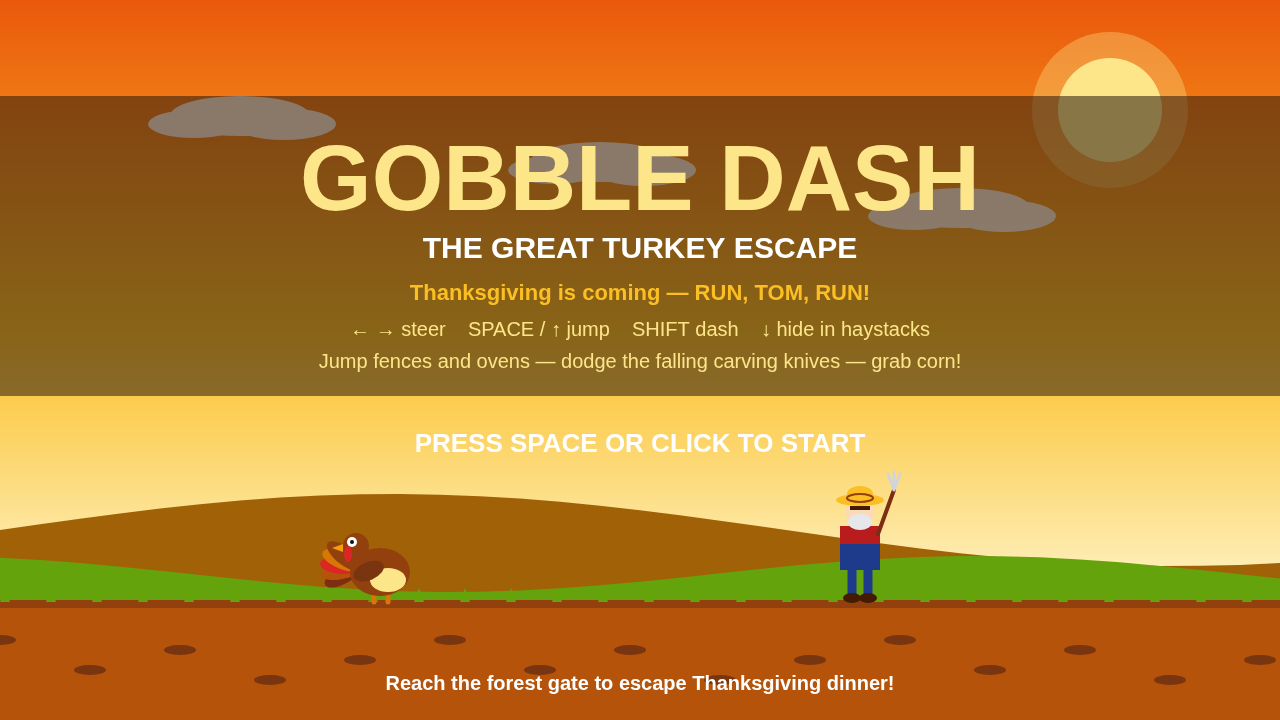 GOBBLE DASH
THE GREAT TURKEY ESCAPE
Thanksgiving is coming — RUN, TOM, RUN!
← → steer    SPACE / ↑ jump    SHIFT dash    ↓ hide in haystacks
Jump fences and ovens — dodge the falling carving knives — grab corn!
PRESS SPACE OR CLICK TO START
Reach the forest gate to escape Thanksgiving dinner!